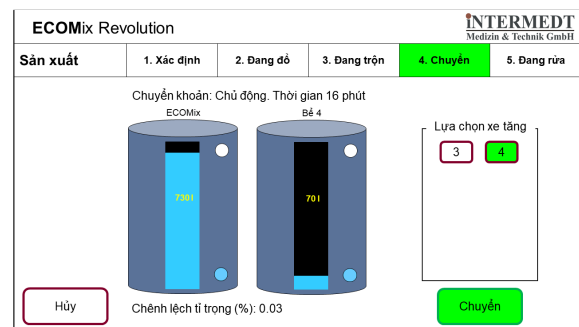 ECOMix Revolution
INTERMEDT
Medizin & Technik GmbH
Sản xuất
1. Xác định
2. Đang đổ
3. Đang trộn
4. Chuyển
5. Đang rửa
Chuyển khoản: Chủ động. Thời gian 16 phút
ECOMix
Bể 4
Lựa chọn xe tăng
3
4
730 l
70 l
Hủy
Chênh lệch tỉ trọng (%): 0.03
Chuyển